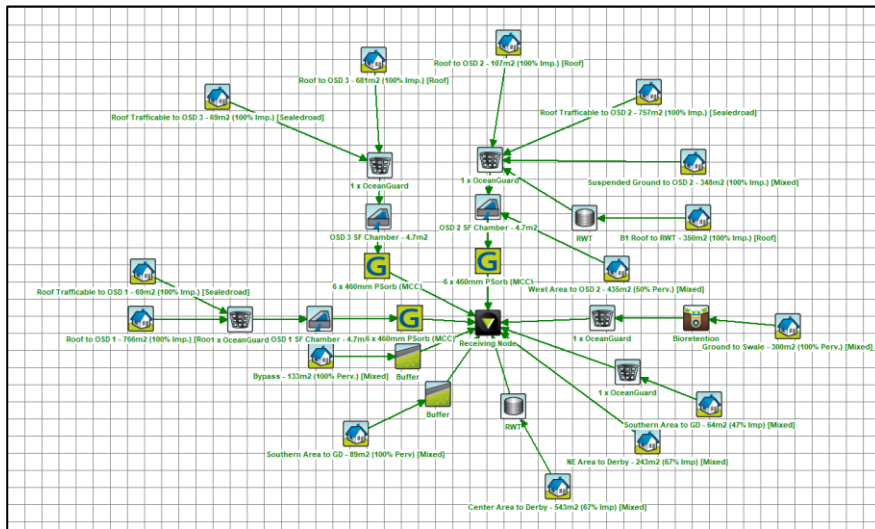 Roof to OSD 2 - 107m2 (100% Imp.) [Roof]
Roof to OSD 3 - 681m2 (100% Imp.) [Roof]
Roof Trafficable to OSD 3 - 69m2 (100% Imp.) [Sealedroad]
Roof Trafficable to OSD 2 - 757m2 (100% Imp.) [Sealedroad]
1 x OceanGuard
1 x OceanGuard
Suspended Ground to OSD 2 - 348m2 (100% Imp.) [Mixed]
OSD 3 SF Chamber - 4.7m2
OSD 2 SF Chamber - 4.7m2
RWT
B1 Roof to RWT - 350m2 (100% Imp.) [Roof]
G
G
6 x 460mm PSorb (MCC)
6 x 460mm PSorb (MCC)
West Area to OSD 2 - 435m2 (50% Perv.) [Mixed]
Roof Trafficable to OSD 1 - 69m2 (100% Imp.) [Sealedroad]
G
Roof to OSD 1 - 766m2 (100% Imp.) [Roo
1 x OceanGuard
OSD 1 SF Chamber - 4.7m
6 x 460mm PSorb (MCC)
Receiving Node
1 x OceanGuard
Bioretention
Ground to Swale - 300m2 (100% Perv.) [Mixed]
Bypass - 133m2 (100% Perv.) [Mixed]
Buffer
1 x OceanGuard
Buffer
RWT
Southern Area to GD - 64m2 (47% Imp) [Mixed]
Southern Area to GD - 89m2 (100% Perv) [Mixed]
NE Area to Derby - 243m2 (67% Imp) [Mixed]
Center Area to Derby - 543m2 (67% Imp) [Mixed]